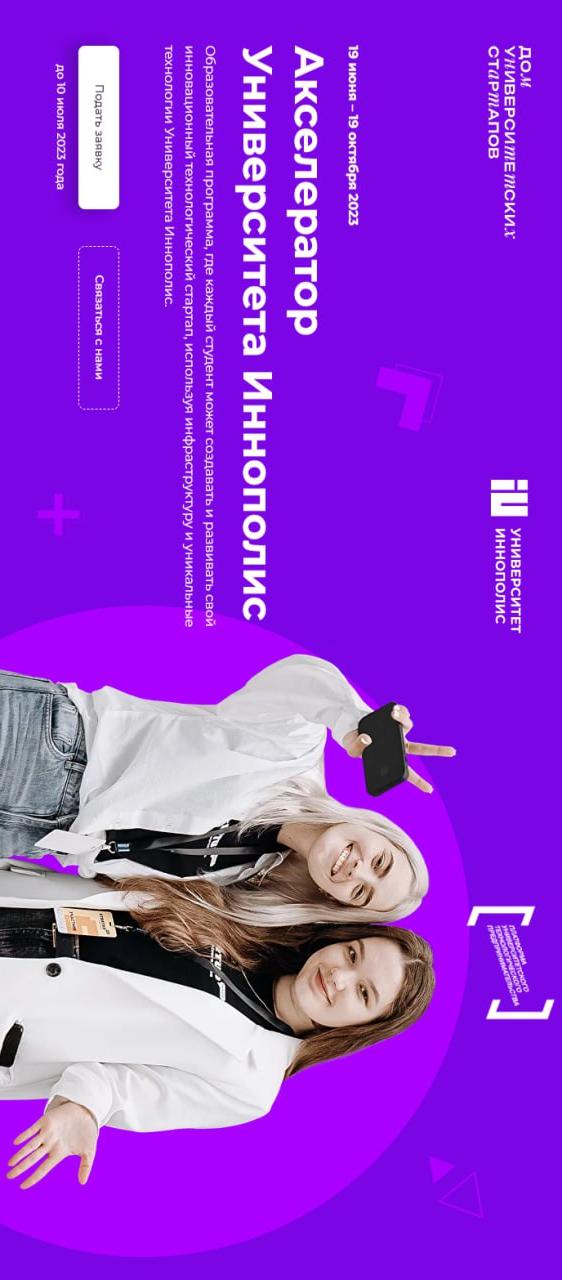 ДОМ
УНИВЕРСИТЕТСКИХ
СТАРТАПОВ
УНИВЕРСИТЕТ
ИННОПОЛИС
ПЛАТФОРМА
УНИВЕРСИТЕТСКОГО
ТЕХНОЛОГИЧЕСКОГО
ПРЕДПРИНИМАТЕЛЬСТВА
19 июня – 19 октября 2023
Акселератор
Университета Иннополис
Образовательная программа, где каждый студент может создавать и развивать свой
инновационный технологический стартап, используя инфраструктуру и уникальные
технологии Университета Иннополис.
Подать заявку
Связаться с нами
до 10 июля 2023 года